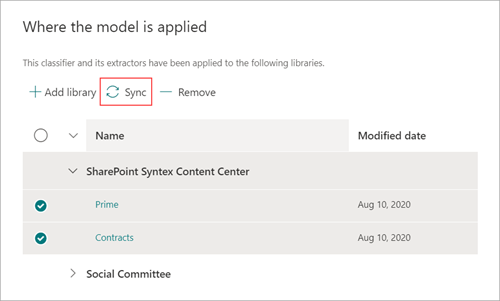 Where the model is applied
This classifier and its extractors have been applied to the following libraries.
Add library Sync Remove
Name Modified date
SharePoint Syntex Content Center
Prime Aug 10, 2020
Contracts Aug 10, 2020
Social Committee